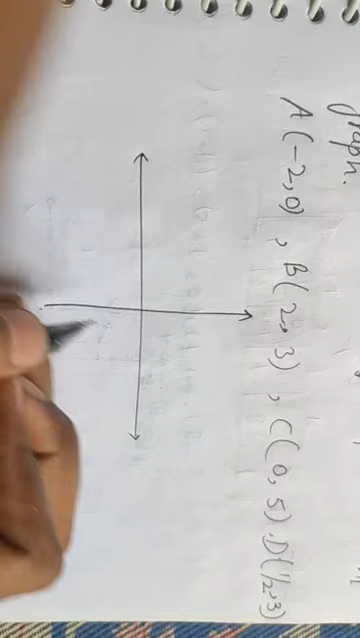 graph.
A(-2,0), B(2,3), C(0,5), D(1/2,3)